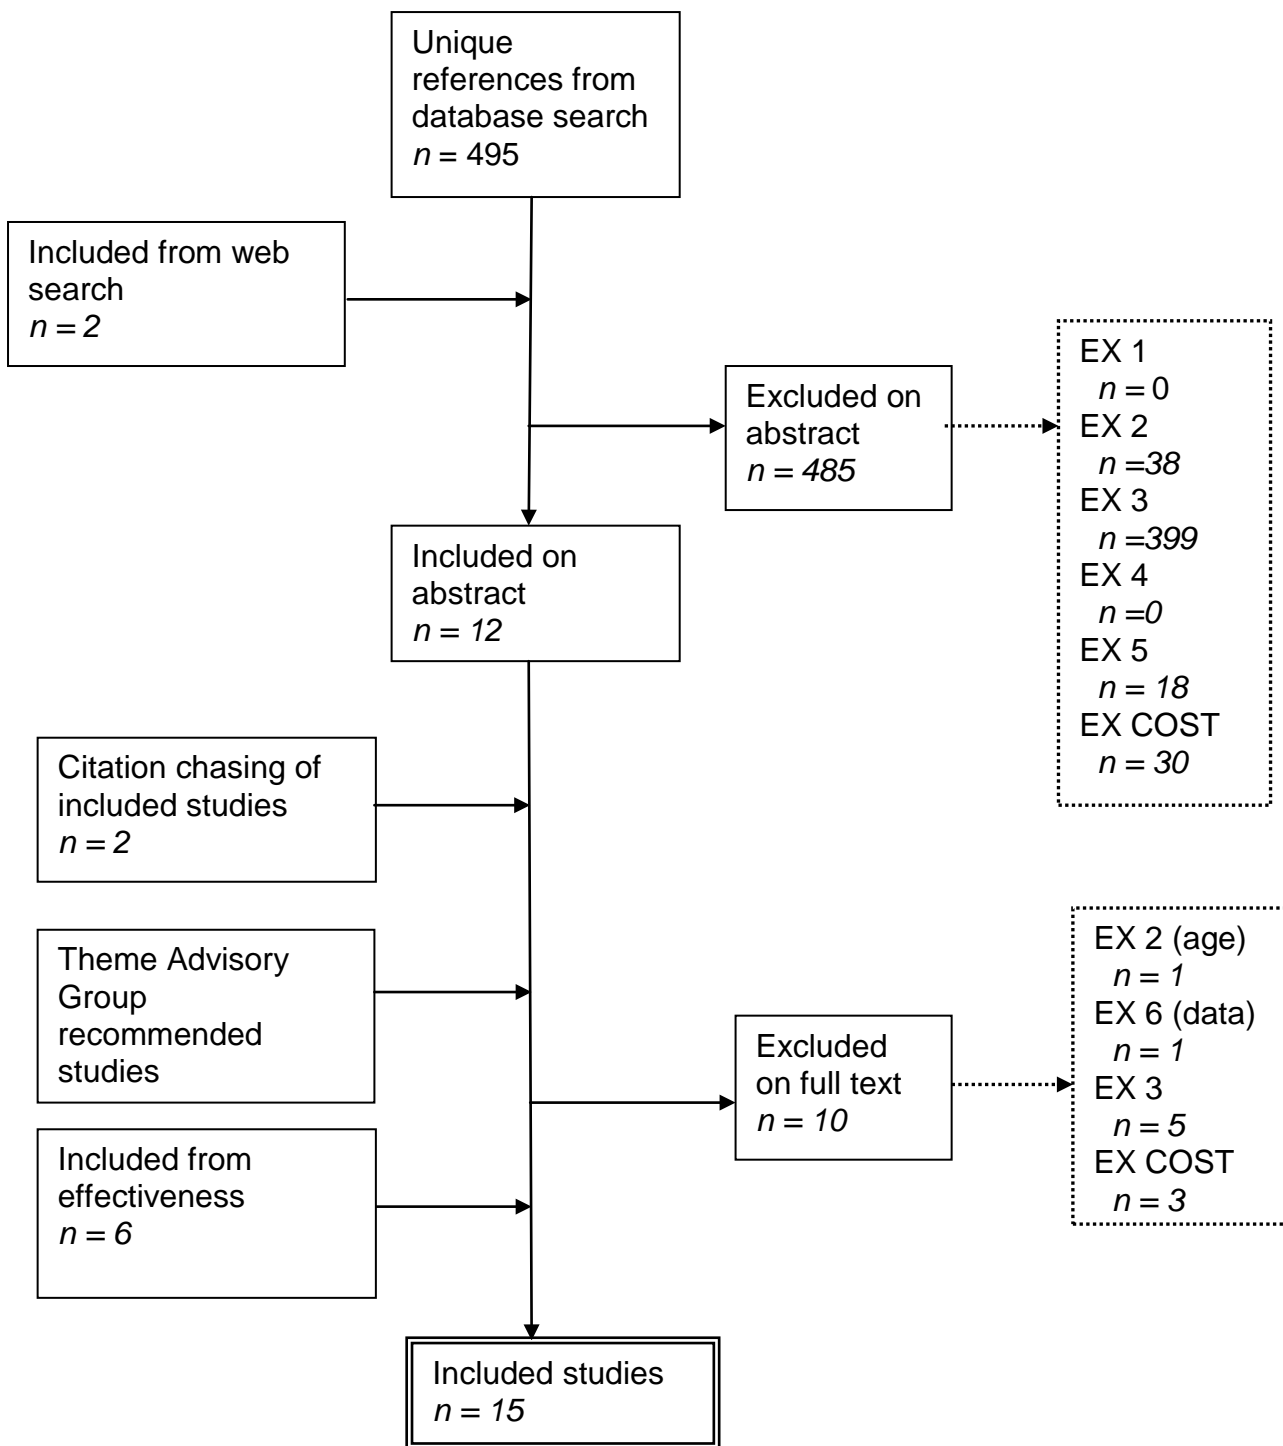 Unique
references from
database search
n = 495
Included from web
search
n = 2
Excluded on
abstract
n = 485
EX 1
n = 0
EX 2
n =38
EX 3
n =399
EX 4
n =0
EX 5
n = 18
EX COST
n = 30
Included on
abstract
n = 12
Citation chasing of
included studies
n = 2
Theme Advisory
Group
recommended
studies
Excluded
on full text
n = 10
EX 2 (age)
n = 1
EX 6 (data)
n = 1
EX 3
n = 5
EX COST
n = 3
Included from
effectiveness
n = 6
Included studies
n = 15